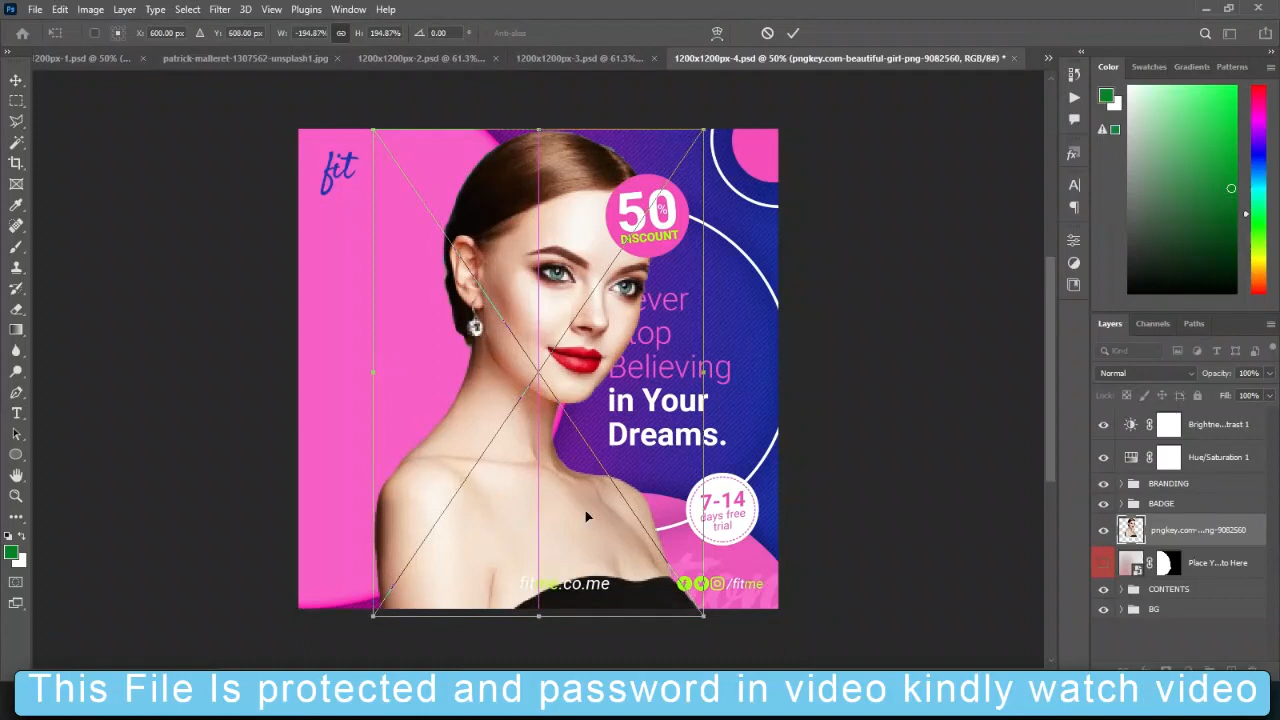 File Edit Image Layer Type Select Filter 3D View Plugins Window Help
X: 600.00 px Y: 608.00 px W: -194.87% H: 194.87% 0.00 ° Anti-alias
1200px-1.psd @ 50% (... × patrick-malleret-1307562-unsplash1.jpg × 1200x1200px-2.psd @ 61.3%... × 1200x1200px-3.psd @ 61.3%... × 1200x1200px-4.psd @ 50% (pngkey.com-beautiful-girl-png-9082560, RGB/8#) * ×
Color Swatches Gradients Patterns
fit
50%
DISCOUNT
ever
top
Believing
in Your
Dreams.
7-14
days free
trial
fitme.co.me
/fitme
Layers Channels Paths
Kind
Normal Opacity: 100%
Lock: Fill: 100%
Brightne...trast 1
Hue/Saturation 1
BRANDING
BADGE
pngkey.com-...ng-9082560
Place Y...to Here
CONTENTS
BG
This File Is protected and password in video kindly watch video